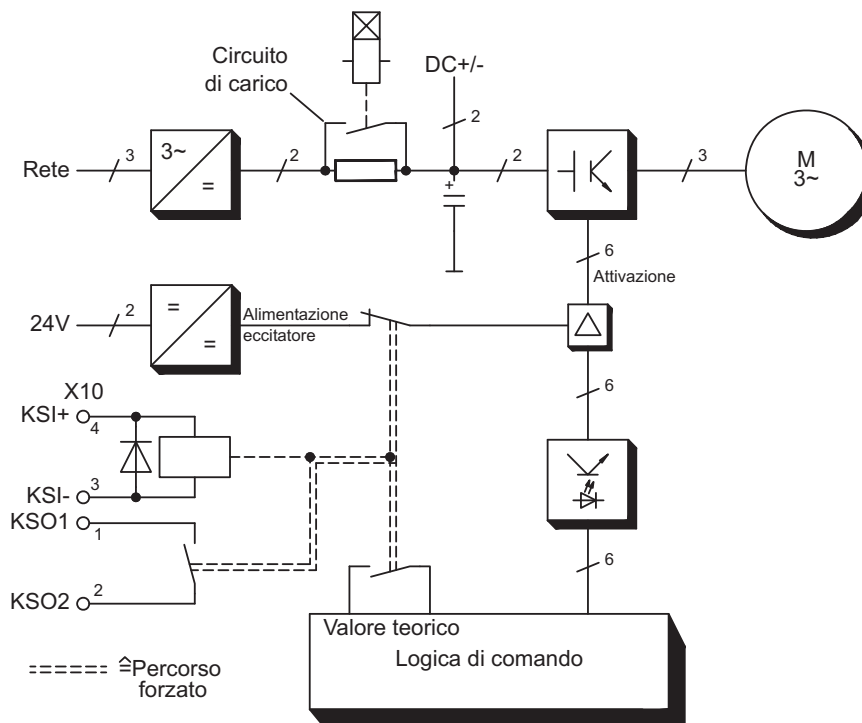 Circuito
di carico
DC+/-
2
Rete
3
3~
=
2
2
3
M
3~
6
Attivazione
24V
2
=
=
Alimentazione
eccitatore
6
X10
KSI+
4
KSI-
3
KSO1
1
KSO2
2
6
Valore teorico
Logica di comando
≙Percorso
forzato
+